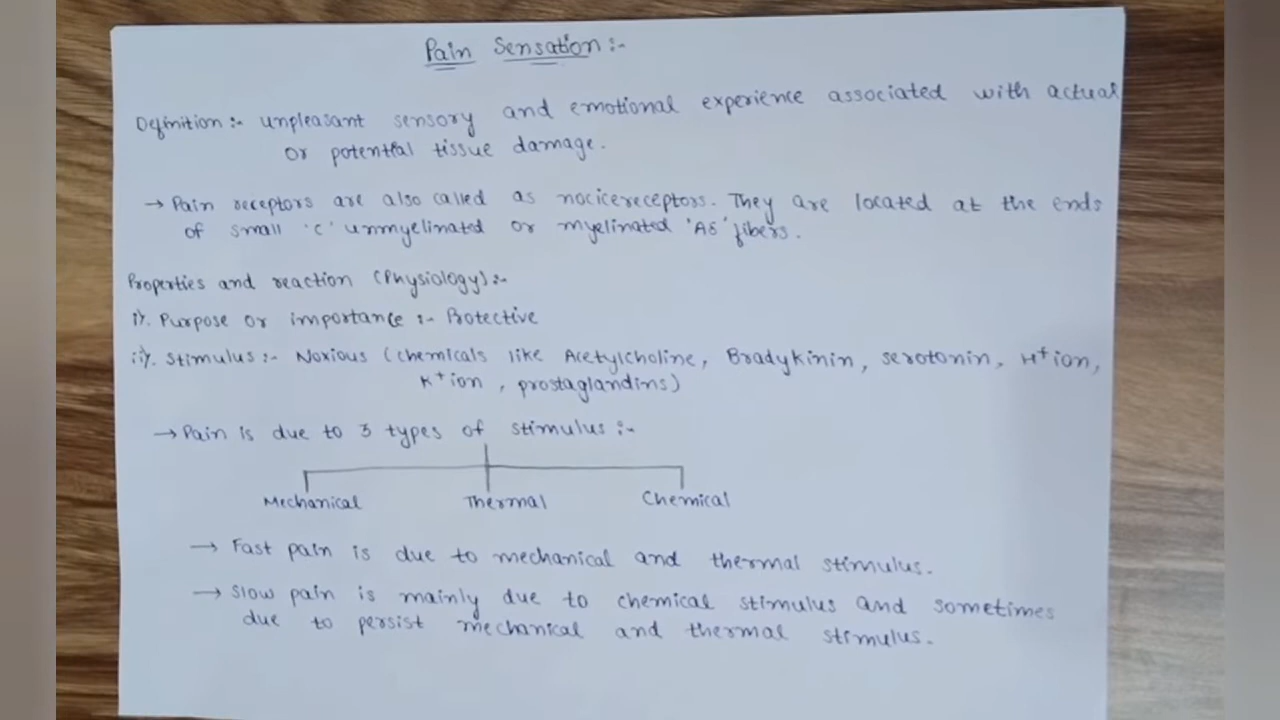 Pain Sensation :-
Definition :- unpleasant sensory and emotional experience associated with actual
or potential tissue damage.
→ Pain receptors are also called as nocicereceptors. They are located at the ends
of small 'C' unmyelinated or myelinated 'Aδ' fibers.
Properties and reaction (Physiology) :-
i). Purpose or importance :- Protective
ii). Stimulus :- Noxious (chemicals like Acetylcholine, Bradykinin, serotonin, H+ ion,
K+ ion, prostaglandins)
→ Pain is due to 3 types of stimulus :-
Mechanical Thermal Chemical
→ Fast pain is due to mechanical and thermal stimulus.
→ Slow pain is mainly due to chemical stimulus and sometimes
due to persist mechanical and thermal stimulus.